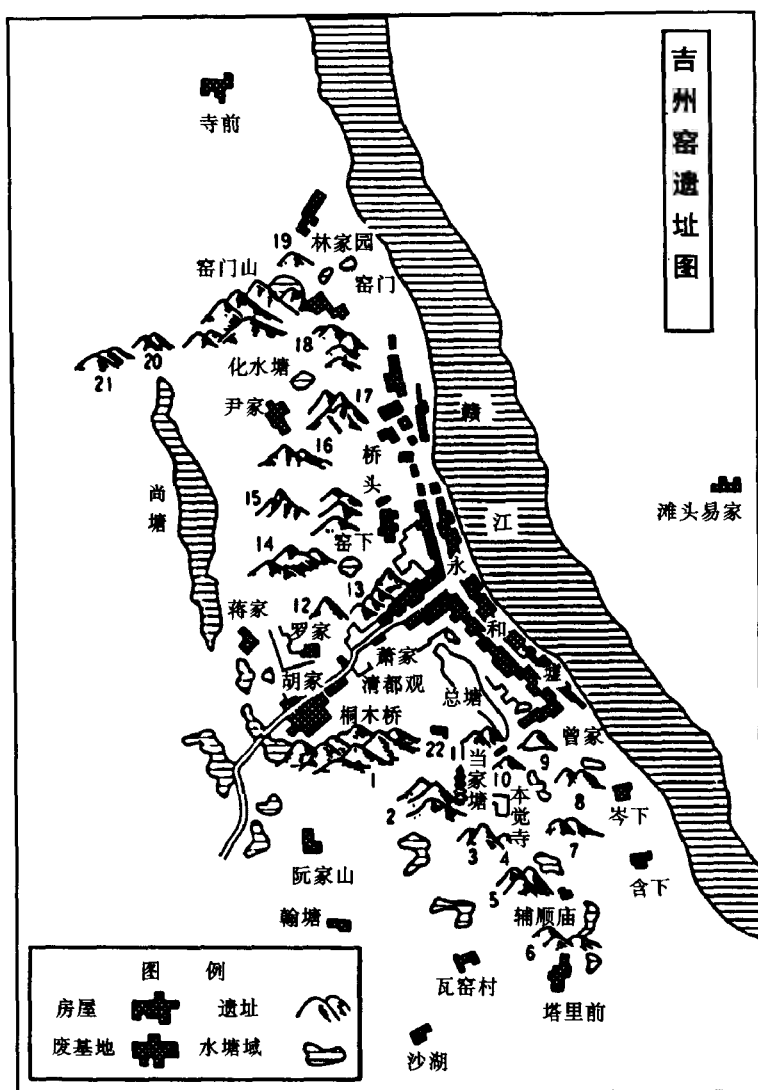 吉州窑遗址图
寺前
林家园
19
窑门山
窑门
18
20
21
化水塘
17
尹家
赣江
桥头
16
尚塘
15
滩头易家
窑下
14
永和墟
13
12
蒋家
罗家
萧家
胡家
清都观
总塘
桐木桥
22
11
当家塘
曾家
9
10
1
8
本觉寺
岑下
2
3
4
7
阮家山
含下
5
辅顺庙
翰塘
6
瓦窑村
塔里前
沙湖
图例
房屋
遗址
废基地
水塘域